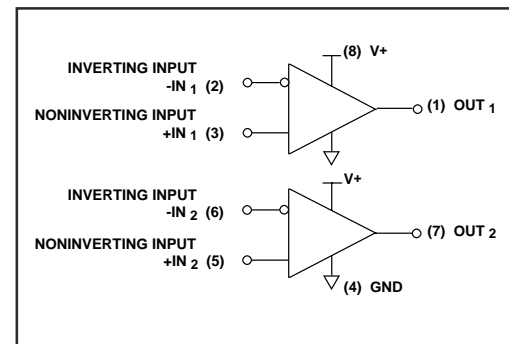 (8) V+
INVERTING INPUT
-IN 1 (2)
NONINVERTING INPUT
+IN 1 (3)
(1) OUT 1
INVERTING INPUT
-IN 2 (6)
V+
NONINVERTING INPUT
+IN 2 (5)
(7) OUT 2
(4) GND